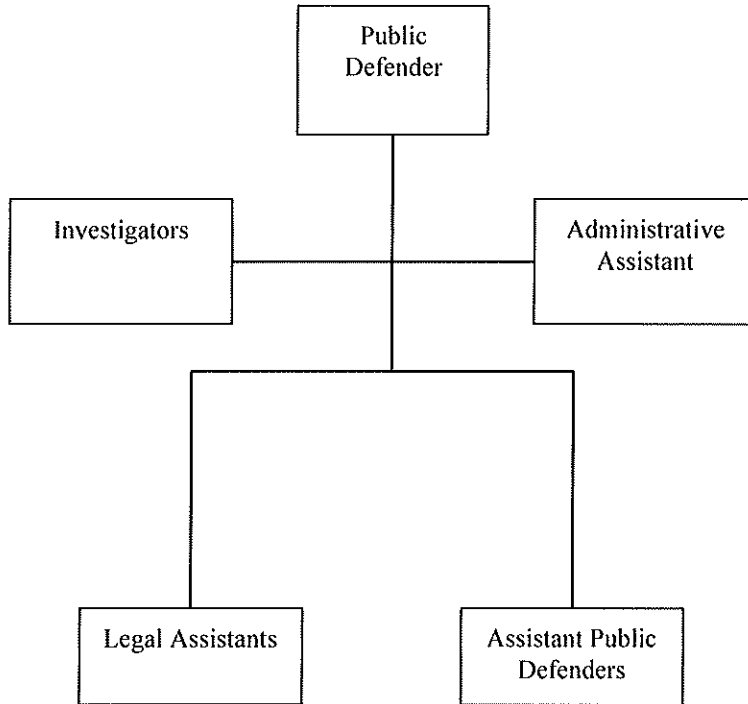 Public
Defender
Investigators
Administrative
Assistant
Legal Assistants
Assistant Public
Defenders